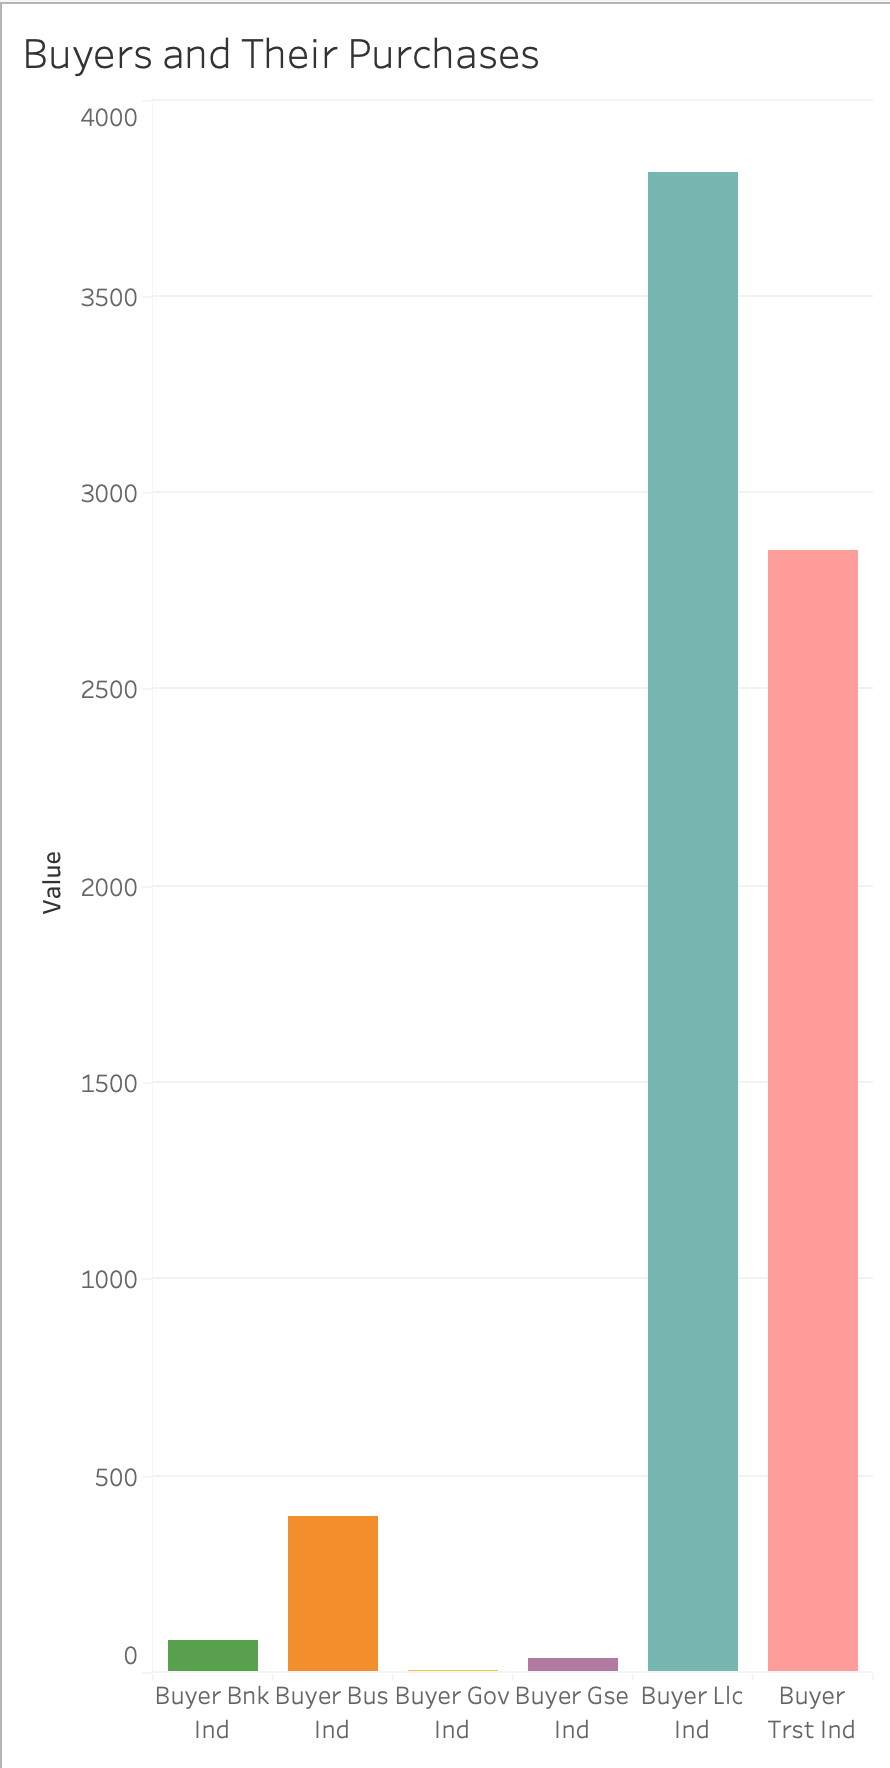 Buyers and Their Purchases
4000
3500
3000
2500
2000
1500
1000
500
0
Value
Buyer Bnk Ind
Buyer Bus Ind
Buyer Gov Ind
Buyer Gse Ind
Buyer Llc Ind
Buyer Trst Ind